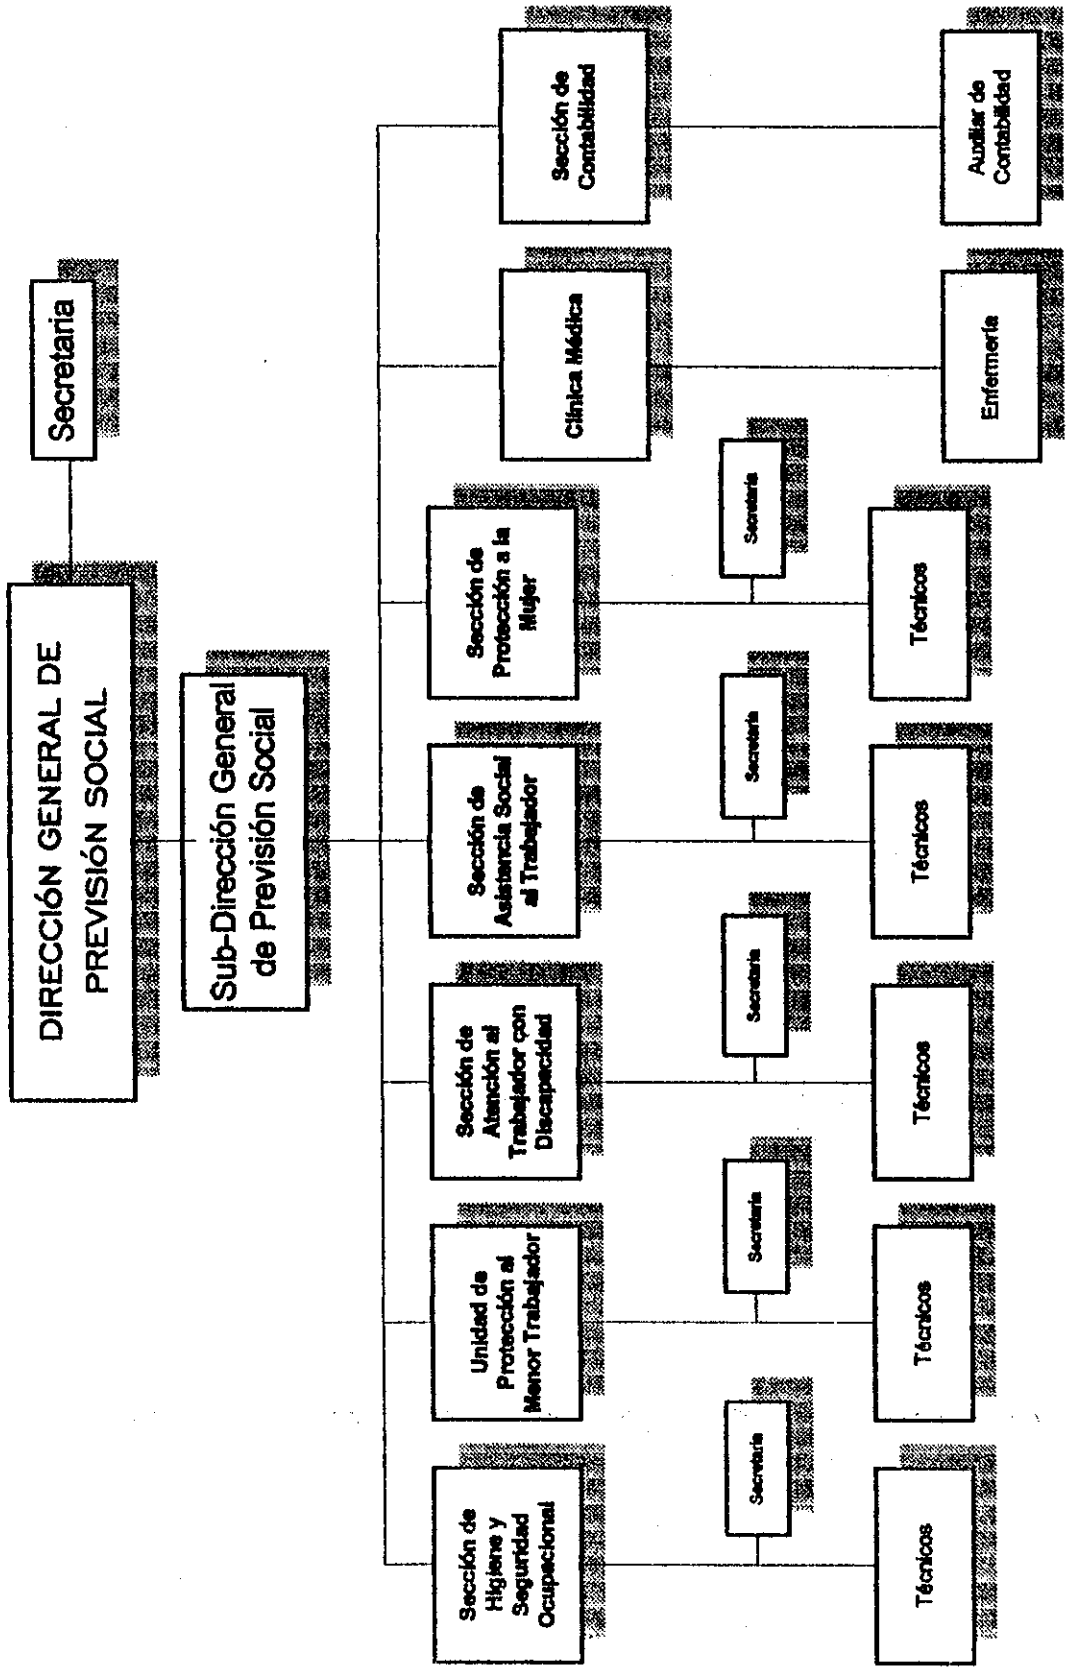 DIRECCIÓN GENERAL DE
PREVISIÓN SOCIAL
Secretaria
Sub-Dirección General
de Previsión Social
Sección de
Higiene y
Seguridad
Ocupacional
Unidad de
Protección al
Menor Trabajador
Sección de
Atención al
Trabajador con
Discapacidad
Sección de
Asistencia Social
al Trabajador
Sección de
Protección a la
Mujer
Clínica Médica
Sección de
Contabilidad
Secretaria
Secretaria
Secretaria
Secretaria
Secretaria
Técnicos
Técnicos
Técnicos
Técnicos
Técnicos
Enfermería
Auxiliar de
Contabilidad